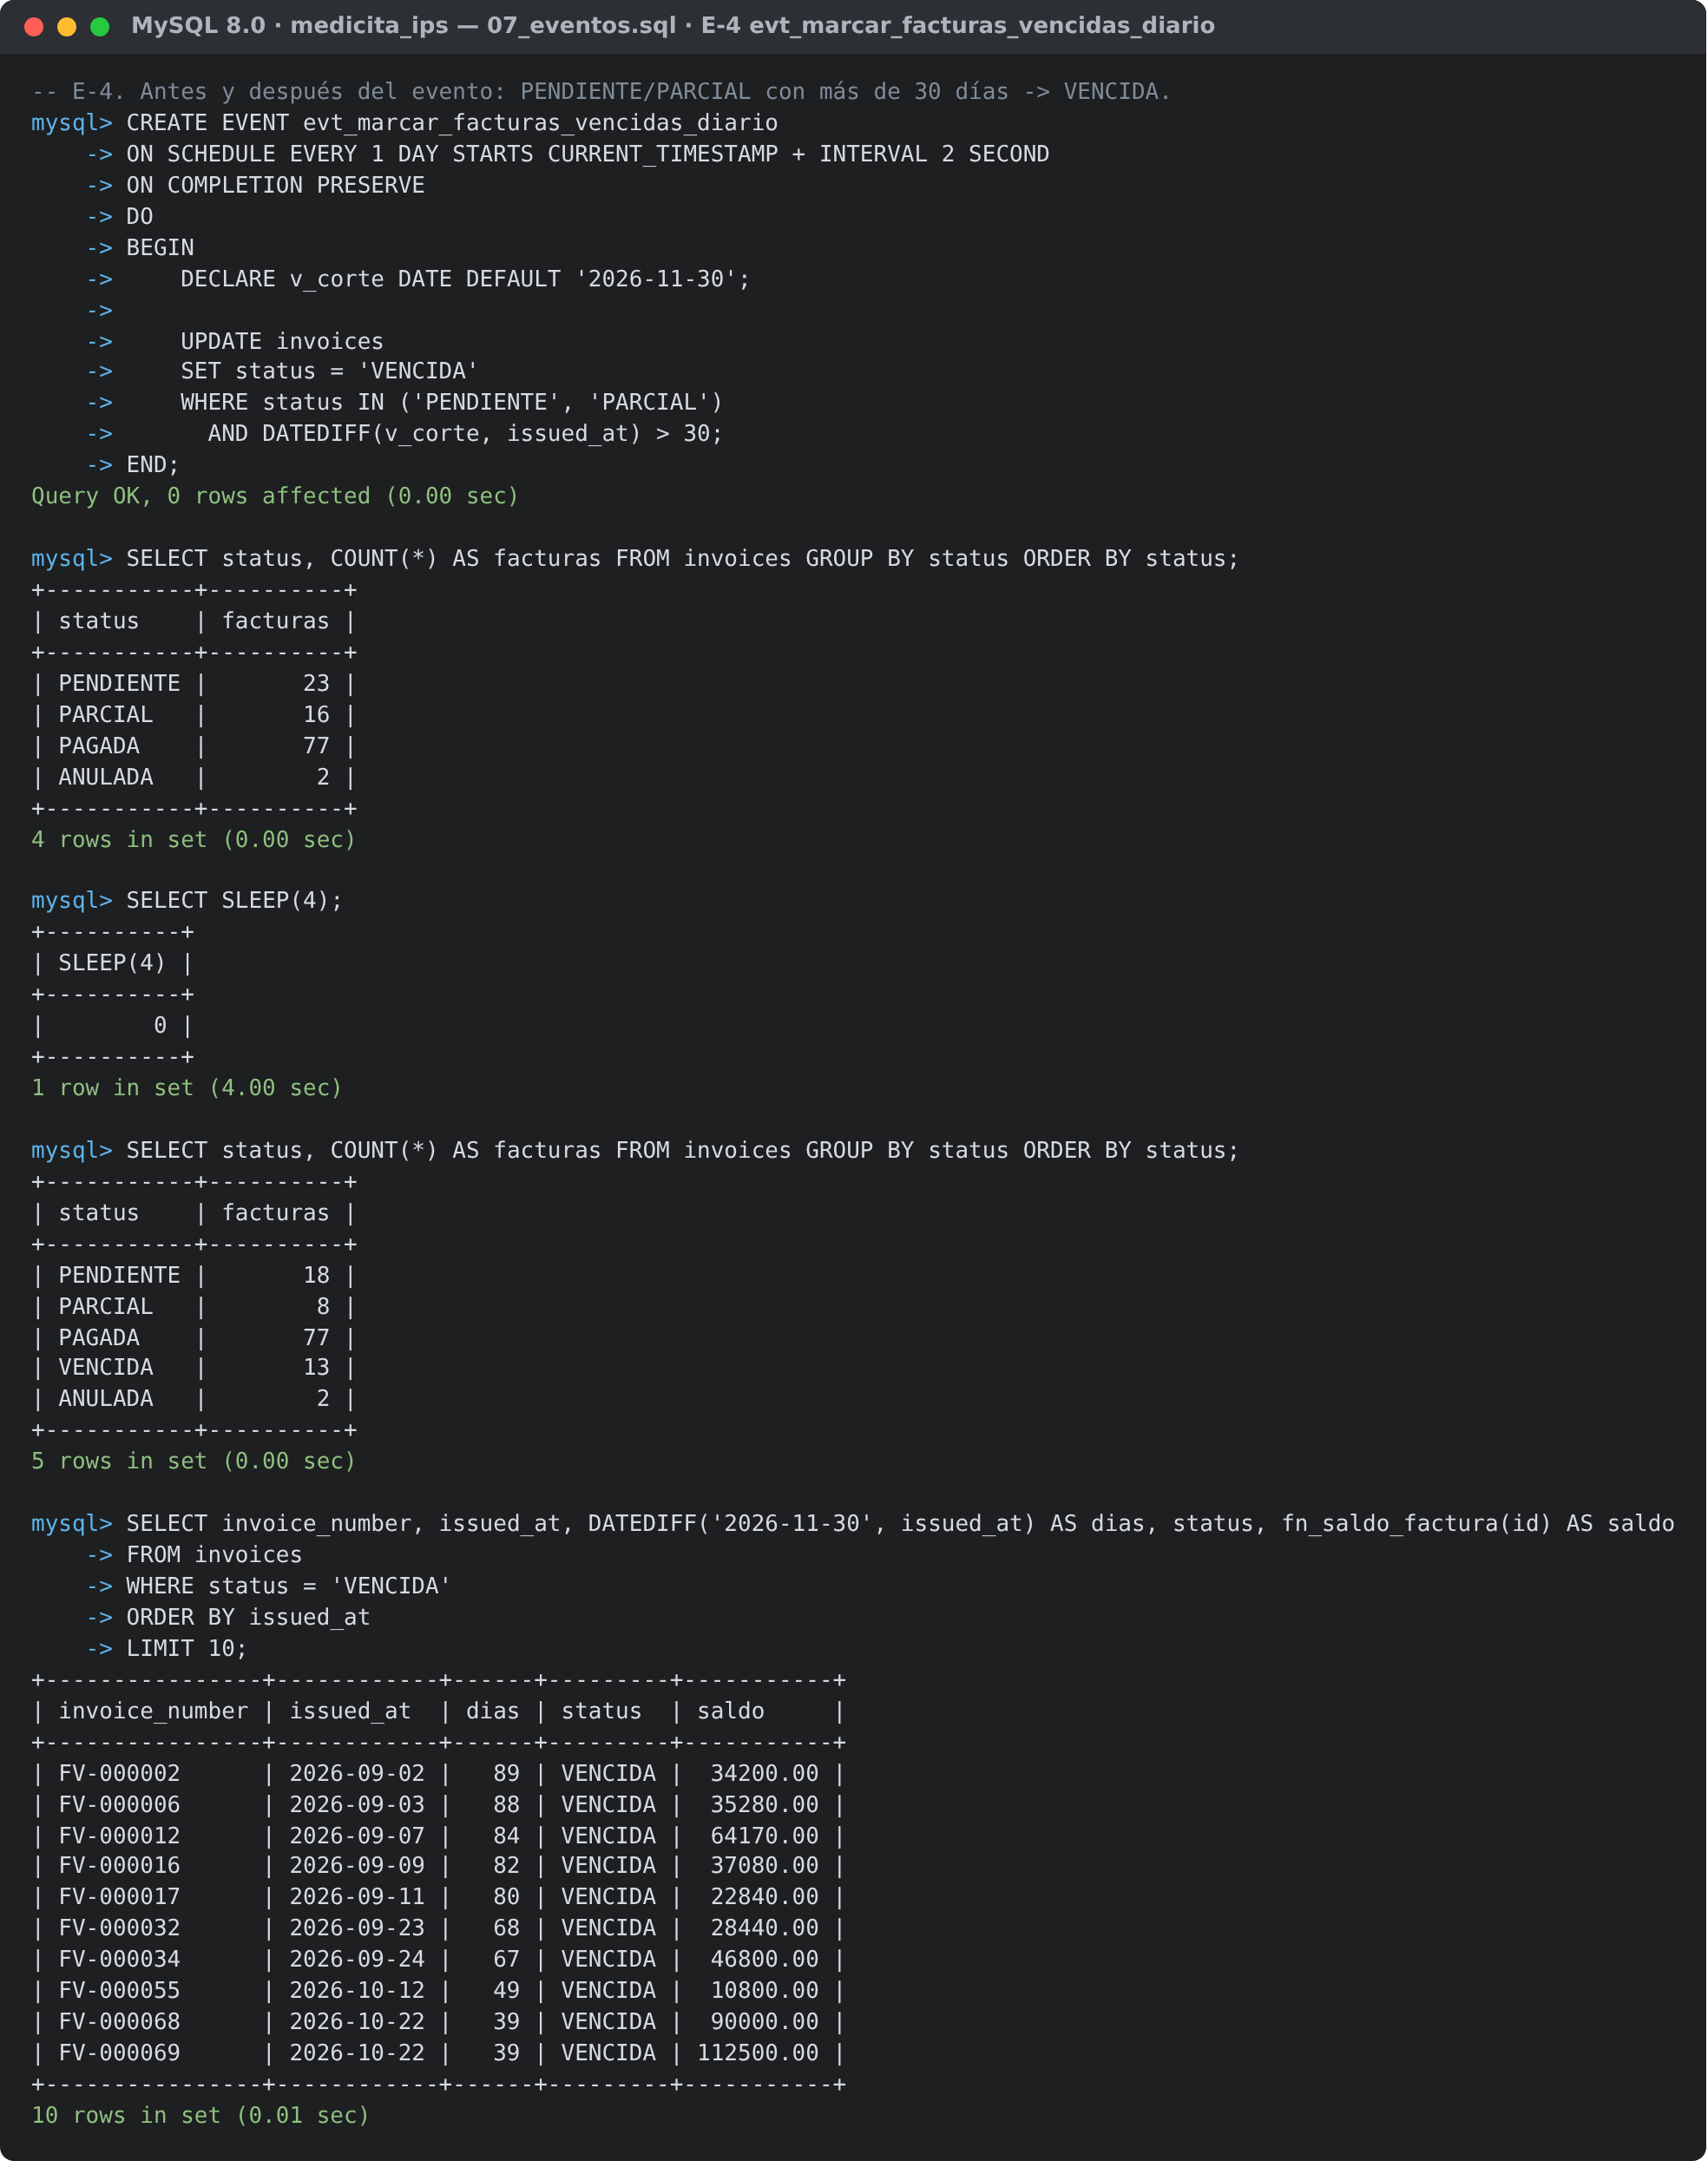 MySQL 8.0 · medicita_ips — 07_eventos.sql · E-4 evt_marcar_facturas_vencidas_diario
-- E-4. Antes y después del evento: PENDIENTE/PARCIAL con más de 30 días -> VENCIDA.
mysql> CREATE EVENT evt_marcar_facturas_vencidas_diario
    -> ON SCHEDULE EVERY 1 DAY STARTS CURRENT_TIMESTAMP + INTERVAL 2 SECOND
    -> ON COMPLETION PRESERVE
    -> DO
    -> BEGIN
    ->     DECLARE v_corte DATE DEFAULT '2026-11-30';
    ->
    ->     UPDATE invoices
    ->     SET status = 'VENCIDA'
    ->     WHERE status IN ('PENDIENTE', 'PARCIAL')
    ->       AND DATEDIFF(v_corte, issued_at) > 30;
    -> END;
Query OK, 0 rows affected (0.00 sec)

mysql> SELECT status, COUNT(*) AS facturas FROM invoices GROUP BY status ORDER BY status;
+-----------+----------+
| status    | facturas |
+-----------+----------+
| PENDIENTE |       23 |
| PARCIAL   |       16 |
| PAGADA    |       77 |
| ANULADA   |        2 |
+-----------+----------+
4 rows in set (0.00 sec)

mysql> SELECT SLEEP(4);
+----------+
| SLEEP(4) |
+----------+
|        0 |
+----------+
1 row in set (4.00 sec)

mysql> SELECT status, COUNT(*) AS facturas FROM invoices GROUP BY status ORDER BY status;
+-----------+----------+
| status    | facturas |
+-----------+----------+
| PENDIENTE |       18 |
| PARCIAL   |        8 |
| PAGADA    |       77 |
| VENCIDA   |       13 |
| ANULADA   |        2 |
+-----------+----------+
5 rows in set (0.00 sec)

mysql> SELECT invoice_number, issued_at, DATEDIFF('2026-11-30', issued_at) AS dias, status, fn_saldo_factura(id) AS saldo
    -> FROM invoices
    -> WHERE status = 'VENCIDA'
    -> ORDER BY issued_at
    -> LIMIT 10;
+----------------+------------+------+---------+-----------+
| invoice_number | issued_at  | dias | status  | saldo     |
+----------------+------------+------+---------+-----------+
| FV-000002      | 2026-09-02 |   89 | VENCIDA |  34200.00 |
| FV-000006      | 2026-09-03 |   88 | VENCIDA |  35280.00 |
| FV-000012      | 2026-09-07 |   84 | VENCIDA |  64170.00 |
| FV-000016      | 2026-09-09 |   82 | VENCIDA |  37080.00 |
| FV-000017      | 2026-09-11 |   80 | VENCIDA |  22840.00 |
| FV-000032      | 2026-09-23 |   68 | VENCIDA |  28440.00 |
| FV-000034      | 2026-09-24 |   67 | VENCIDA |  46800.00 |
| FV-000055      | 2026-10-12 |   49 | VENCIDA |  10800.00 |
| FV-000068      | 2026-10-22 |   39 | VENCIDA |  90000.00 |
| FV-000069      | 2026-10-22 |   39 | VENCIDA | 112500.00 |
+----------------+------------+------+---------+-----------+
10 rows in set (0.01 sec)